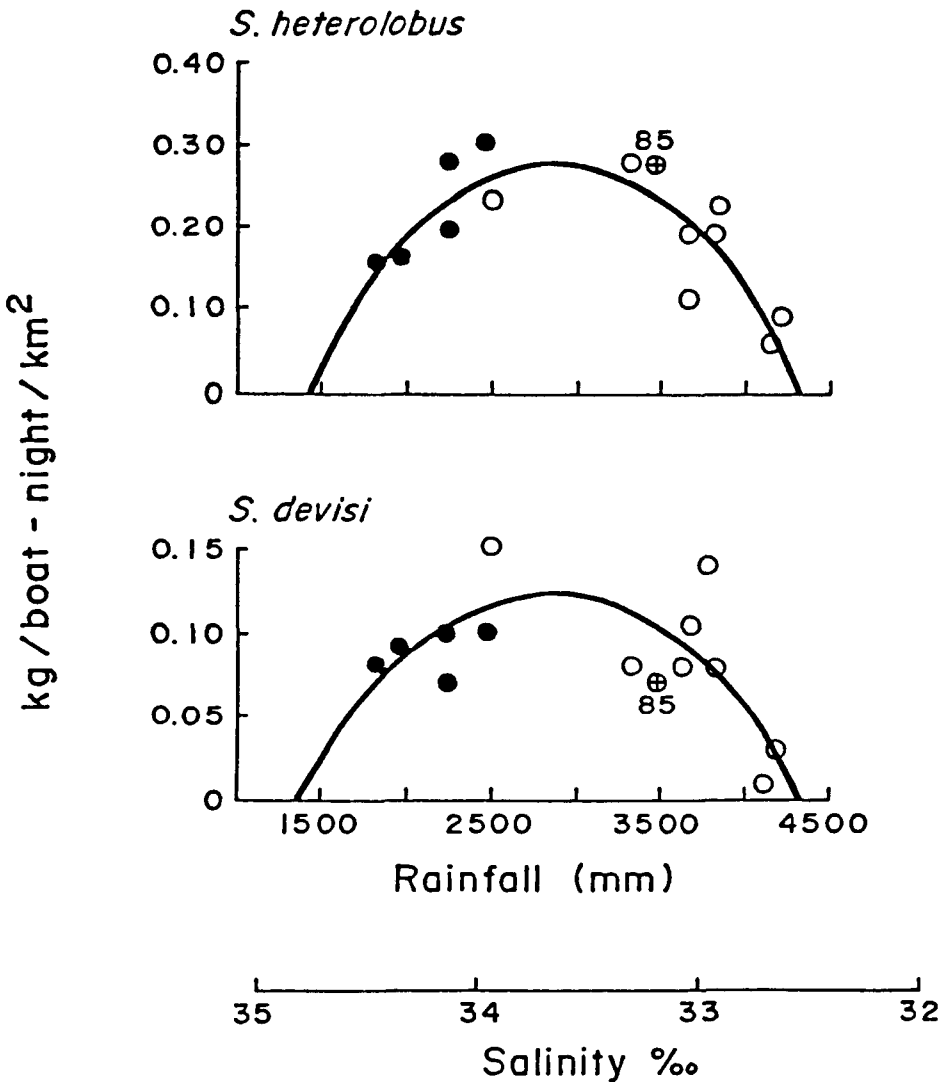 S. heterolobus
0.40
0.30
0.20
0.10
0
85
kg/boat - night/km²
S. devisi
0.15
0.10
0.05
0
85
1500 2500 3500 4500
Rainfall (mm)
35 34 33 32
Salinity ‰